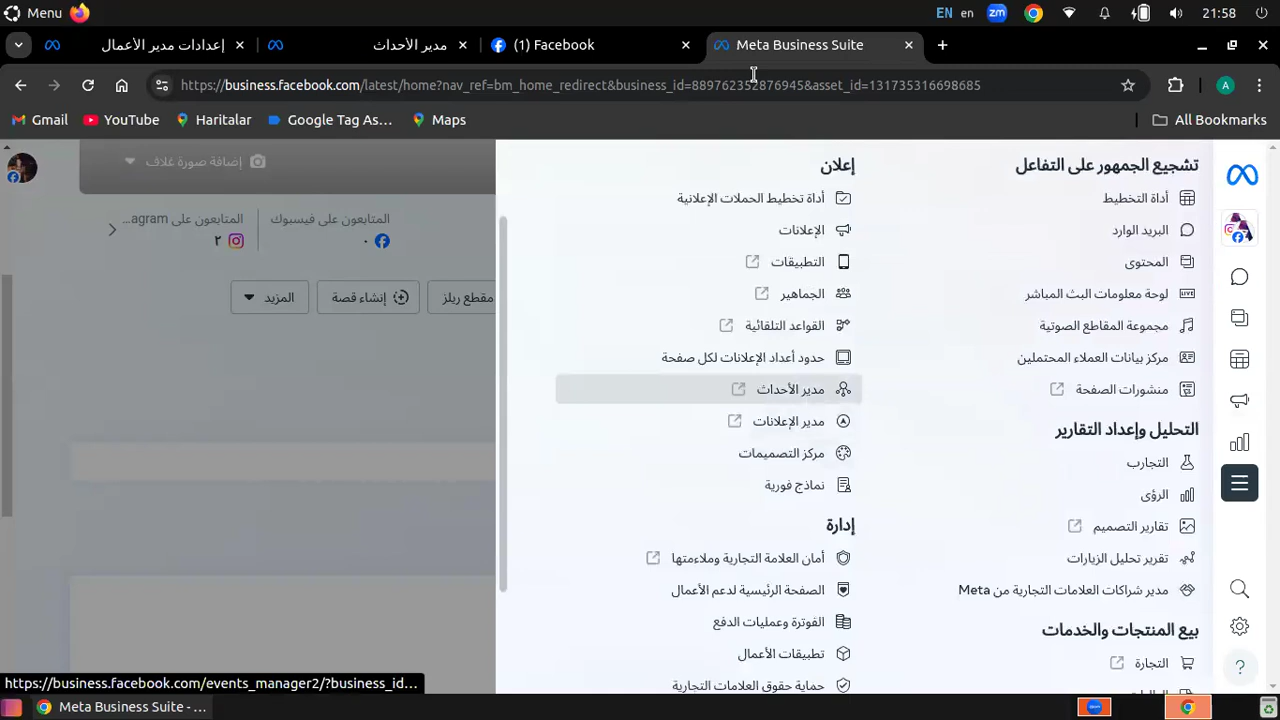 Menu
EN en zm 21:58
إعدادات مدير الأعمال
مدير الأحداث
(1) Facebook
Meta Business Suite
https://business.facebook.com/latest/home?nav_ref=bm_home_redirect&business_id=889762352876945&asset_id=131735316698685
A
Gmail
YouTube
Haritalar
Google Tag As...
Maps
All Bookmarks
إضافة صورة غلاف
المتابعون على فيسبوك
٠
المتابعون على agram...
٢
مقطع ريلز
إنشاء قصة
المزيد
تشجيع الجمهور على التفاعل
أداة التخطيط
البريد الوارد
المحتوى
لوحة معلومات البث المباشر
مجموعة المقاطع الصوتية
مركز بيانات العملاء المحتملين
منشورات الصفحة
التحليل وإعداد التقارير
التجارب
الرؤى
تقارير التصميم
تقرير تحليل الزيارات
مدير شراكات العلامات التجارية من Meta
بيع المنتجات والخدمات
التجارة
إعلان
أداة تخطيط الحملات الإعلانية
الإعلانات
التطبيقات
الجماهير
القواعد التلقائية
حدود أعداد الإعلانات لكل صفحة
مدير الأحداث
مدير الإعلانات
مركز التصميمات
نماذج فورية
إدارة
أمان العلامة التجارية وملاءمتها
الصفحة الرئيسية لدعم الأعمال
الفوترة وعمليات الدفع
تطبيقات الأعمال
حماية حقوق العلامات التجارية
https://business.facebook.com/events_manager2/?business_id...
Meta Business Suite - ...
zm